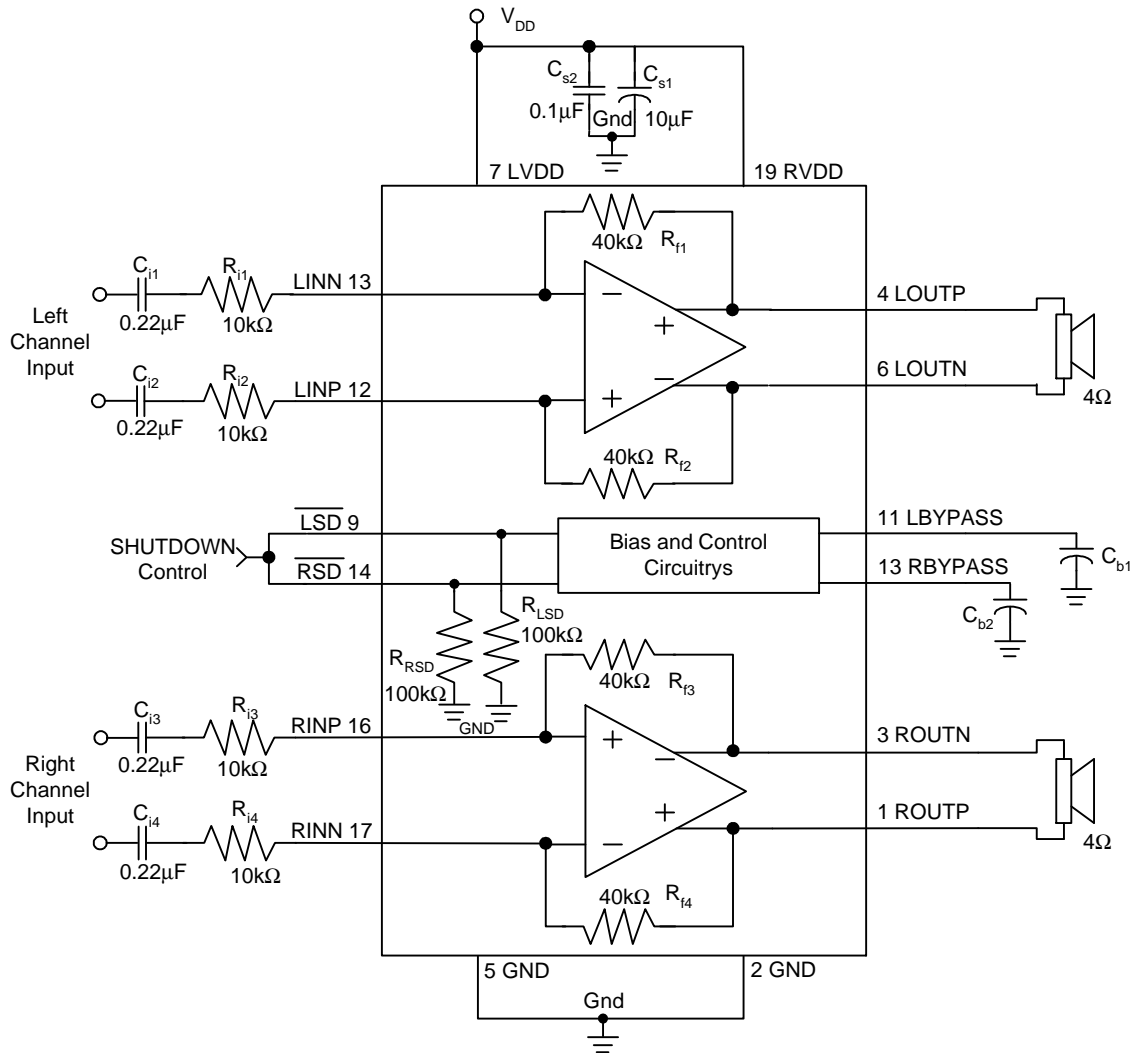 V_DD
C_s2
C_s1
0.1μF
Gnd
10μF
7 LVDD
19 RVDD
40kΩ
R_f1
C_i1
R_i1
LINN 13
−
+
4 LOUTP
0.22μF
10kΩ
Left
Channel
Input
C_i2
R_i2
LINP 12
+
−
6 LOUTN
0.22μF
10kΩ
4Ω
40kΩ
R_f2
LSD 9
11 LBYPASS
SHUTDOWN
Control
Bias and Control
Circuitrys
RSD 14
13 RBYPASS
C_b1
C_b2
R_LSD
100kΩ
R_RSD
100kΩ
40kΩ
R_f3
GND
C_i3
R_i3
RINP 16
+
−
3 ROUTN
0.22μF
10kΩ
Right
Channel
Input
C_i4
R_i4
RINN 17
−
+
1 ROUTP
0.22μF
10kΩ
4Ω
40kΩ
R_f4
5 GND
2 GND
Gnd